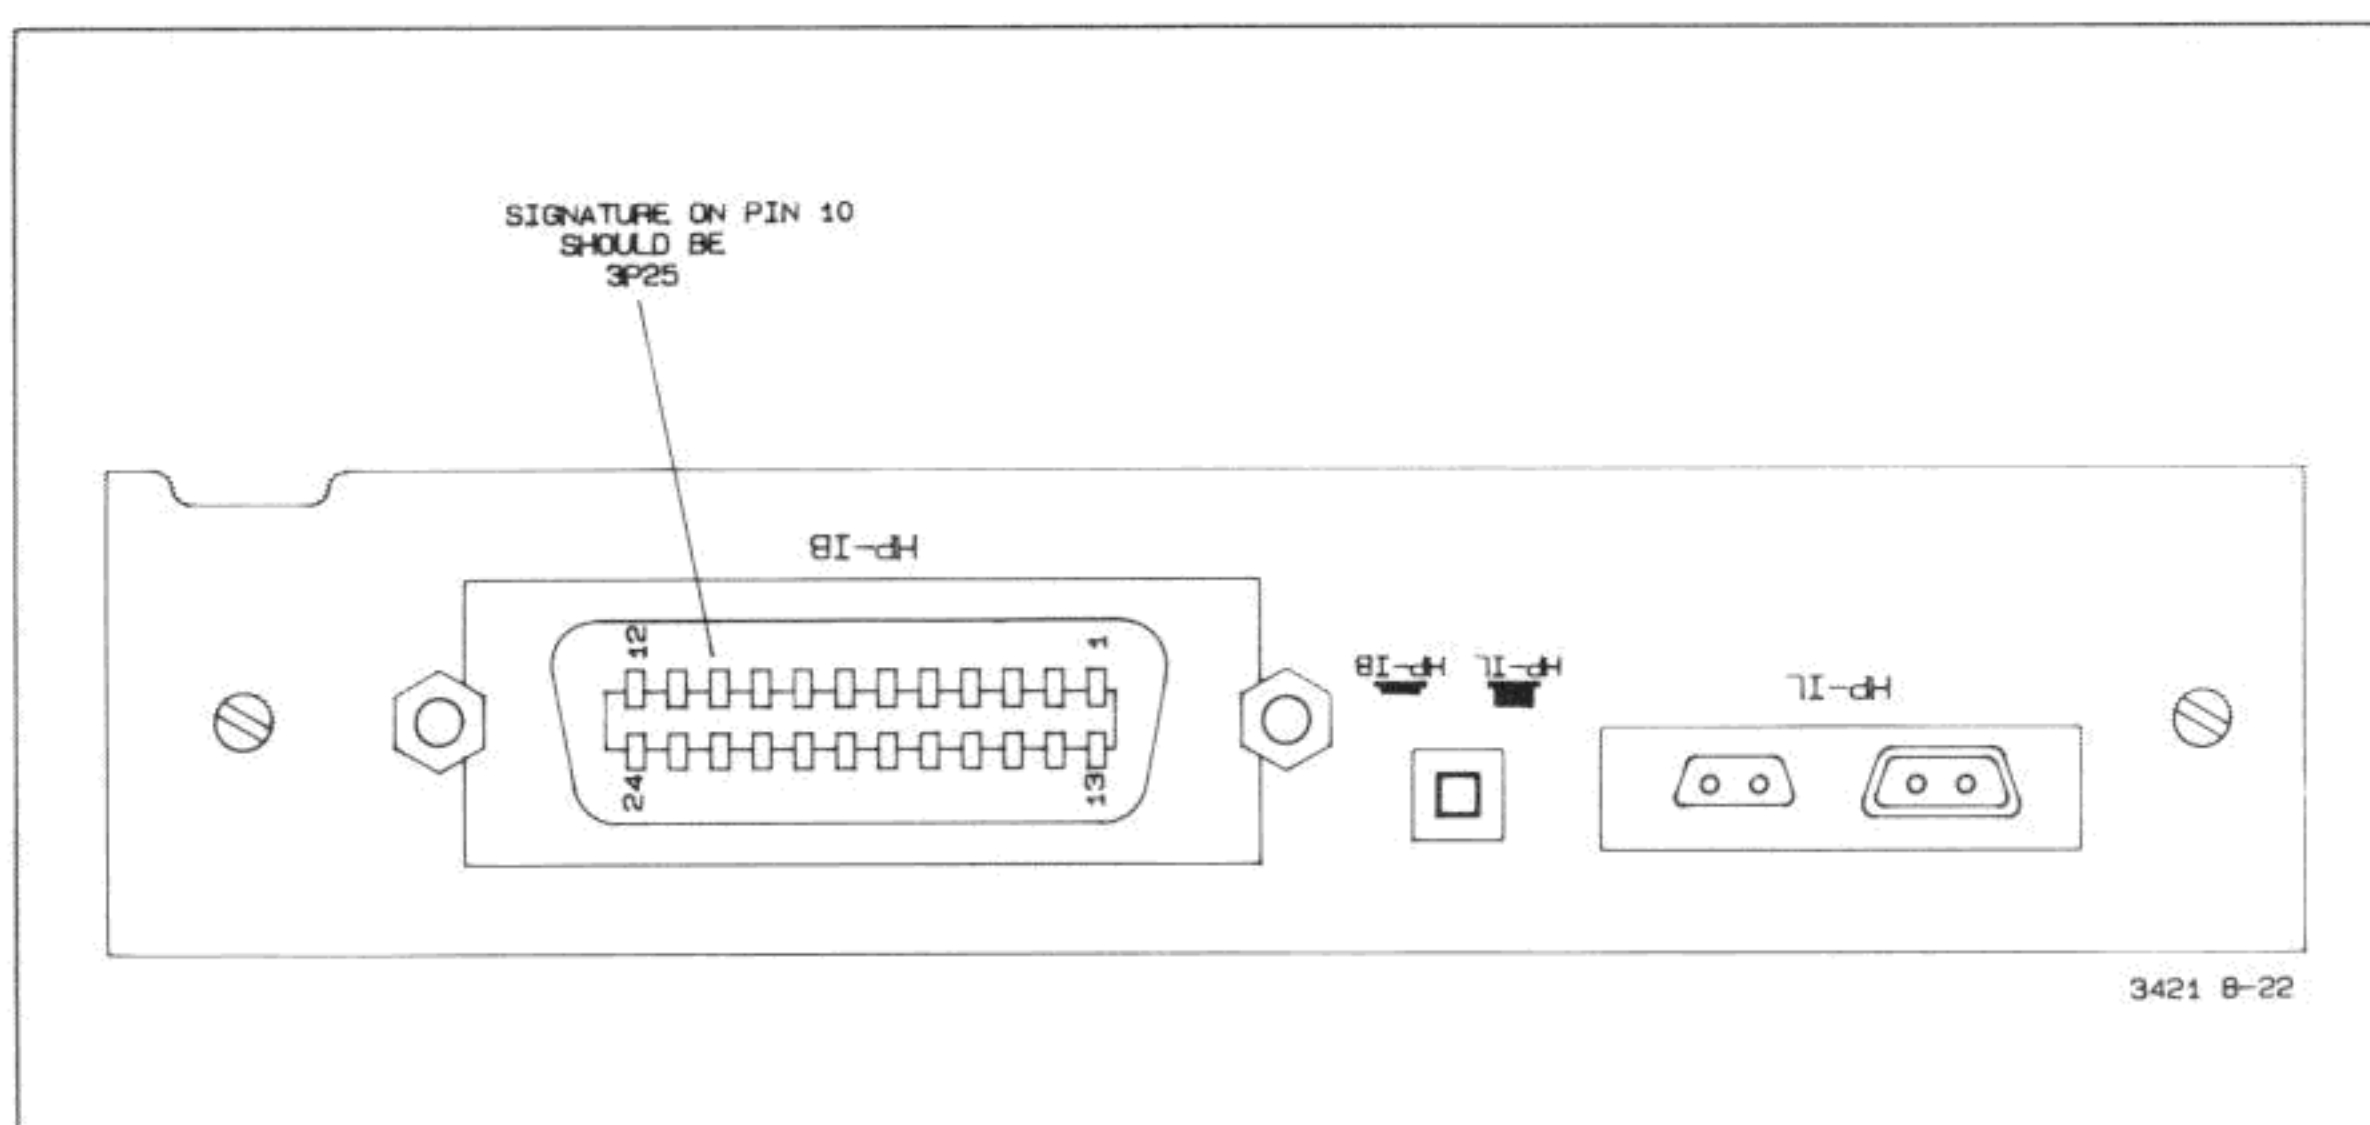 SIGNATURE ON PIN 10
SHOULD BE
3P25
HP-IB
12
1
HP-IB
HP-IL
HP-IL
24
13
3421 8-22